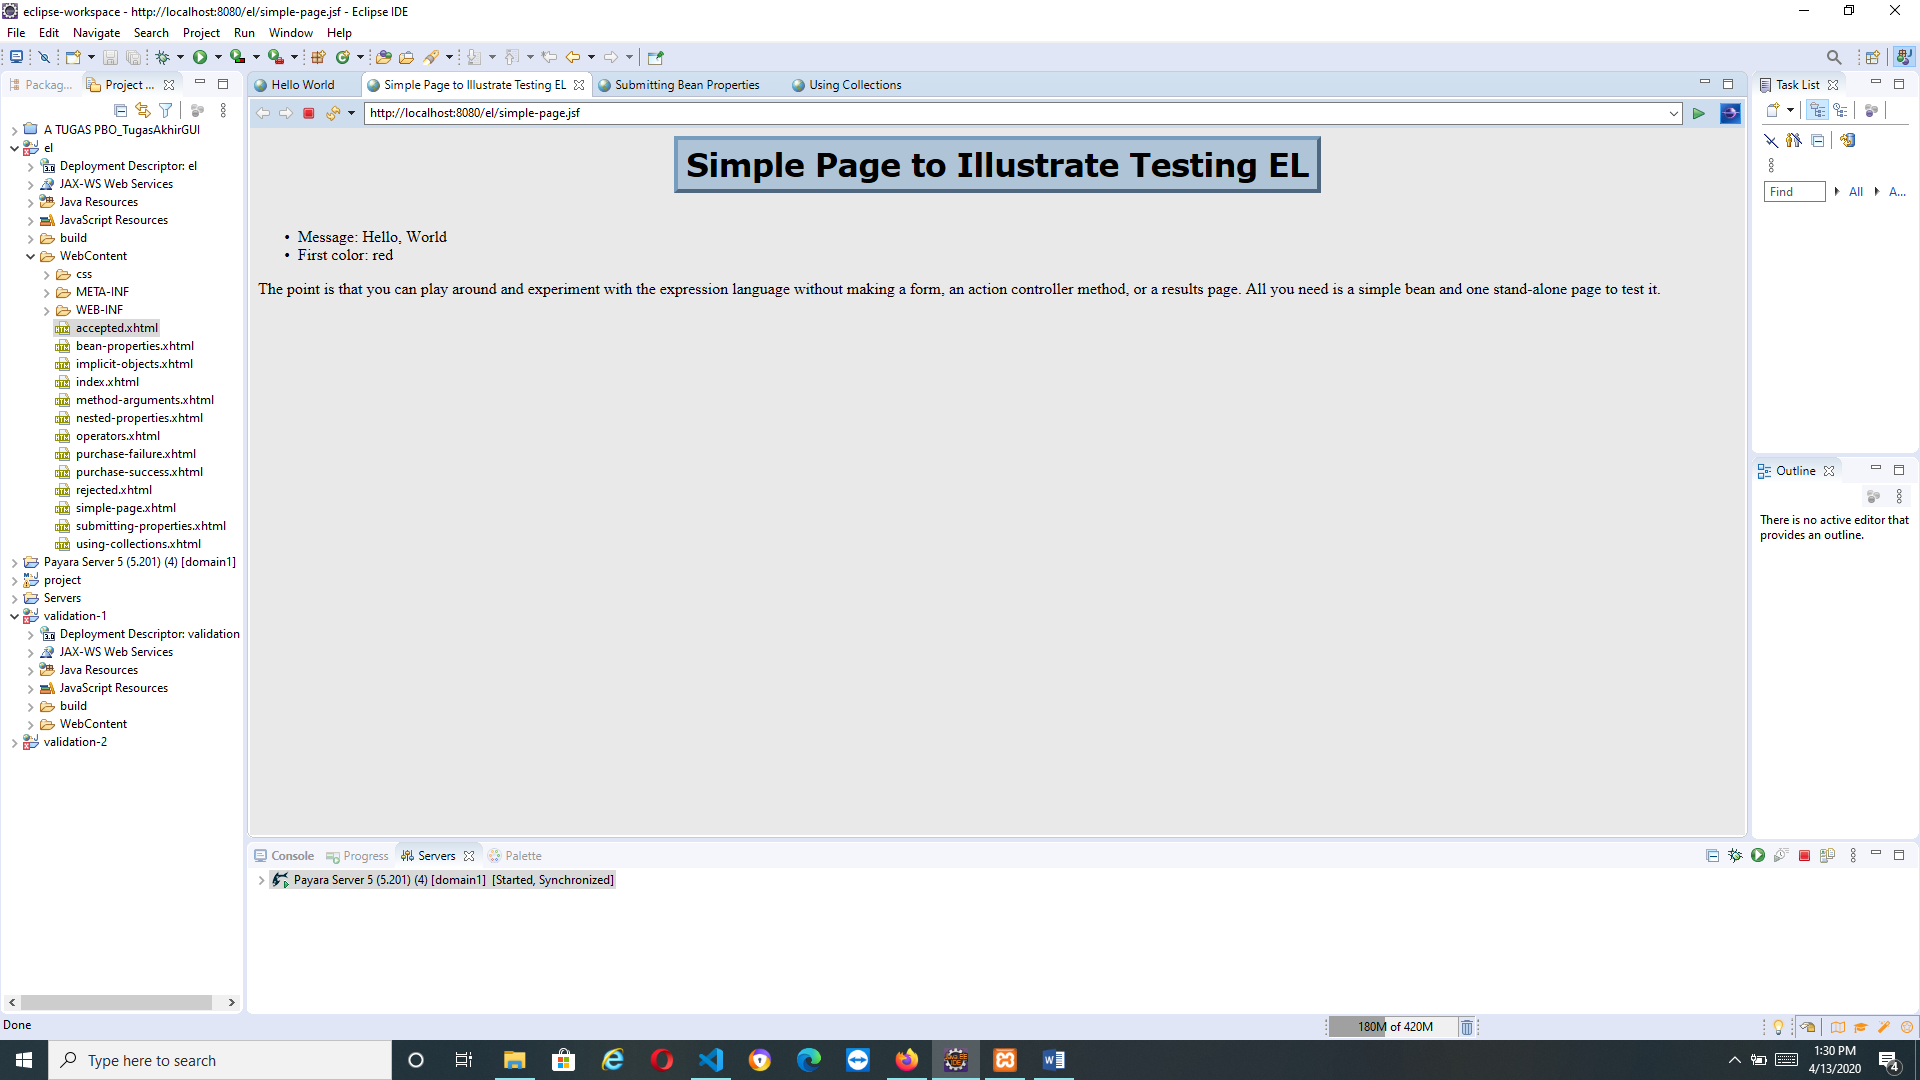 eclipse-workspace - http://localhost:8080/el/simple-page.jsf - Eclipse IDE
File Edit Navigate Search Project Run Window Help
Packag... Project ...
A TUGAS PBO_TugasAkhirGUI
el
Deployment Descriptor: el
JAX-WS Web Services
Java Resources
JavaScript Resources
build
WebContent
css
META-INF
WEB-INF
accepted.xhtml
bean-properties.xhtml
implicit-objects.xhtml
index.xhtml
method-arguments.xhtml
nested-properties.xhtml
operators.xhtml
purchase-failure.xhtml
purchase-success.xhtml
rejected.xhtml
simple-page.xhtml
submitting-properties.xhtml
using-collections.xhtml
Payara Server 5 (5.201) (4) [domain1]
project
Servers
validation-1
Deployment Descriptor: validation
JAX-WS Web Services
Java Resources
JavaScript Resources
build
WebContent
validation-2
Hello World Simple Page to Illustrate Testing EL Submitting Bean Properties Using Collections
http://localhost:8080/el/simple-page.jsf
Simple Page to Illustrate Testing EL
• Message: Hello, World
• First color: red
The point is that you can play around and experiment with the expression language without making a form, an action controller method, or a results page. All you need is a simple bean and one stand-alone page to test it.
Console Progress Servers Palette
Payara Server 5 (5.201) (4) [domain1] [Started, Synchronized]
Task List
Find All A...
Outline
There is no active editor that
provides an outline.
Done
180M of 420M
Type here to search
1:30 PM
4/13/2020
4